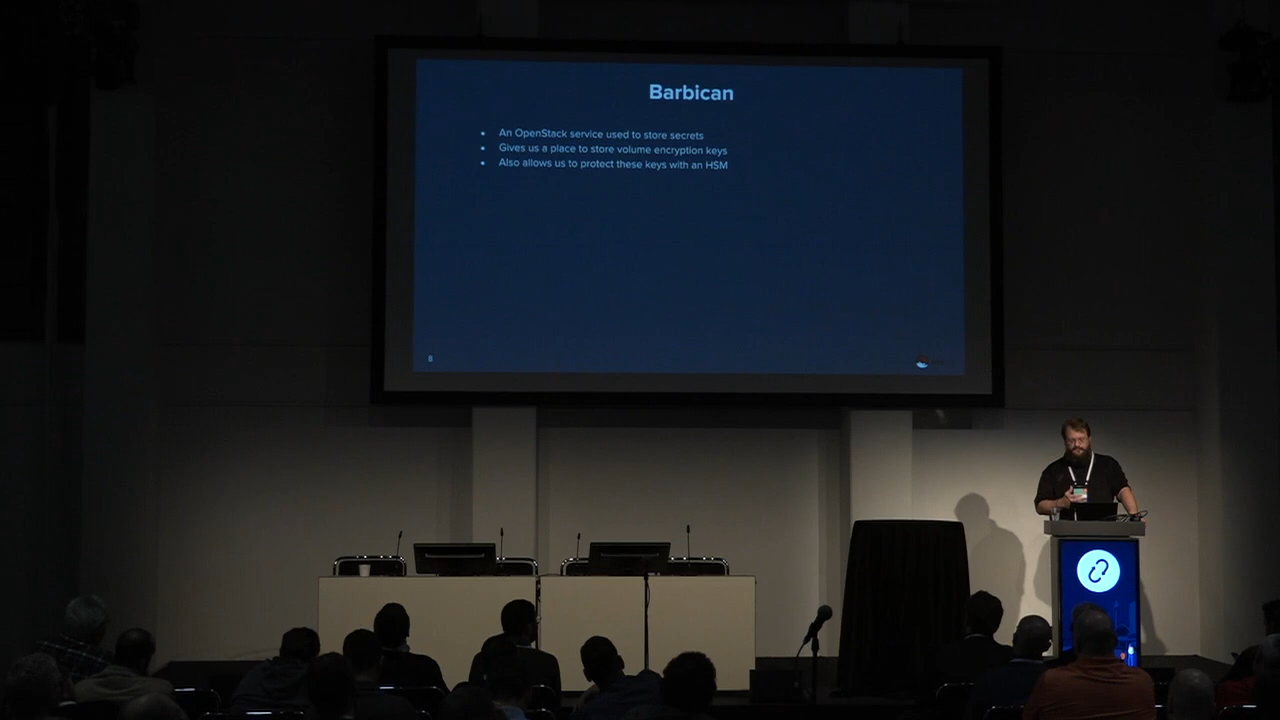 Barbican
• An OpenStack service used to store secrets
• Gives us a place to store volume encryption keys
• Also allows us to protect these keys with an HSM
8